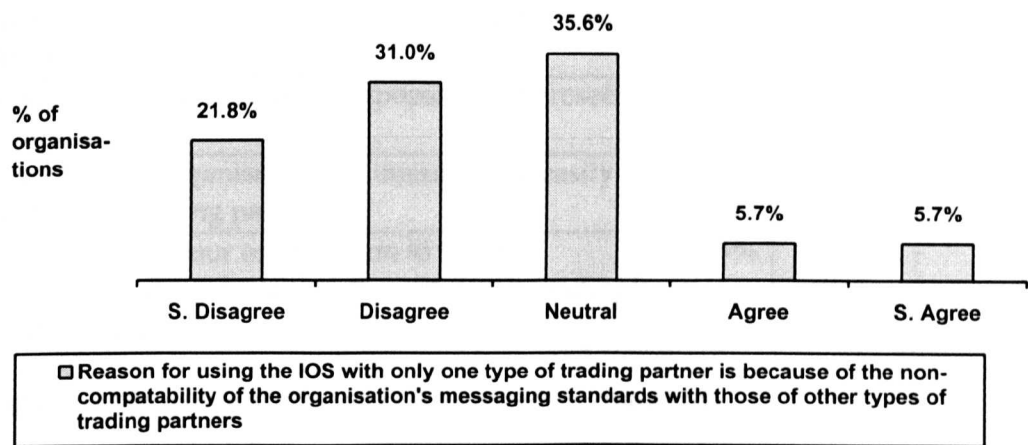 35.6%
31.0%
21.8%
% of
organisa-
tions
5.7%
5.7%
S. Disagree
Disagree
Neutral
Agree
S. Agree
Reason for using the IOS with only one type of trading partner is because of the non-
compatability of the organisation's messaging standards with those of other types of
trading partners